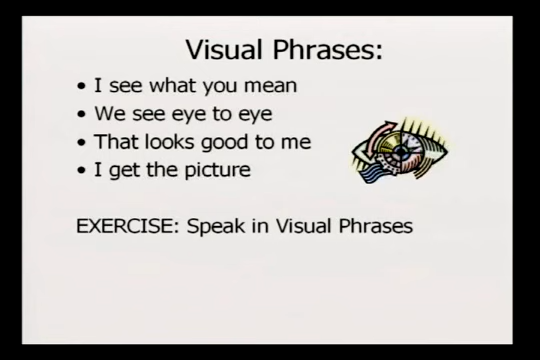 Visual Phrases:
• I see what you mean
• We see eye to eye
• That looks good to me
• I get the picture
EXERCISE: Speak in Visual Phrases